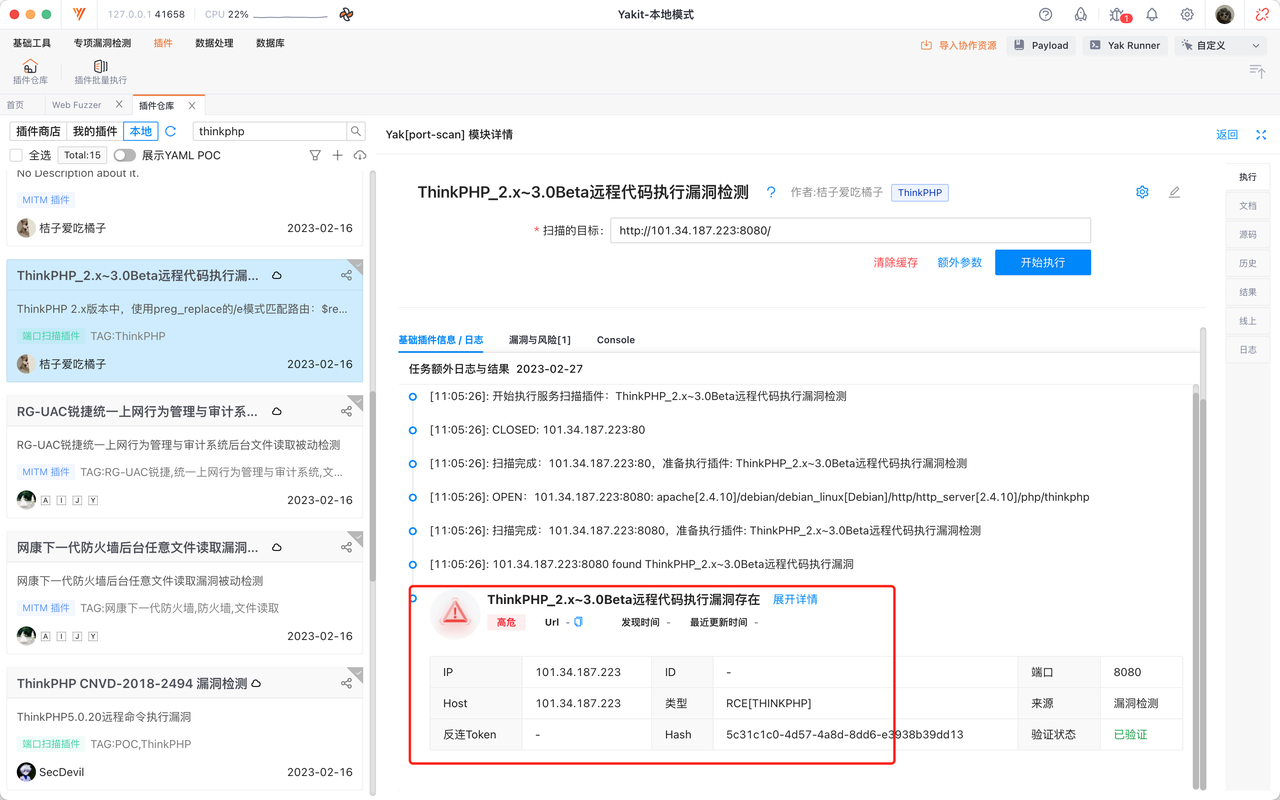 127.0.0.1 41658 CPU 22% Yakit-本地模式 1
基础工具 专项漏洞检测 插件 数据处理 数据库 导入协作资源 Payload Yak Runner 自定义
插件仓库 插件批量执行
首页 Web Fuzzer 插件仓库
插件商店 我的插件 本地 thinkphp
全选 Total:15 展示YAML POC
No Description about it.
MITM 插件
桔子爱吃橘子 2023-02-16
ThinkPHP_2.x~3.0Beta远程代码执行漏...
ThinkPHP 2.x版本中，使用preg_replace的/e模式匹配路由：$re...
端口扫描插件 TAG:ThinkPHP
桔子爱吃橘子 2023-02-16
RG-UAC锐捷统一上网行为管理与审计系...
RG-UAC锐捷统一上网行为管理与审计系统后台文件读取被动检测
MITM 插件 TAG:RG-UAC锐捷,统一上网行为管理与审计系统,文...
A I J Y 2023-02-16
网康下一代防火墙后台任意文件读取漏洞...
网康下一代防火墙后台任意文件读取漏洞被动检测
MITM 插件 TAG:网康下一代防火墙,防火墙,文件读取
A I J Y 2023-02-16
ThinkPHP CNVD-2018-2494 漏洞检测
ThinkPHP5.0.20远程命令执行漏洞
端口扫描插件 TAG:POC,ThinkPHP
SecDevil 2023-02-16
Yak[port-scan] 模块详情 返回
ThinkPHP_2.x~3.0Beta远程代码执行漏洞检测 ? 作者:桔子爱吃橘子 ThinkPHP
* 扫描的目标: http://101.34.187.223:8080/
清除缓存 额外参数 开始执行
基础插件信息 / 日志 漏洞与风险[1] Console
任务额外日志与结果 2023-02-27
[11:05:26]: 开始执行服务扫描插件：ThinkPHP_2.x~3.0Beta远程代码执行漏洞检测
[11:05:26]: CLOSED: 101.34.187.223:80
[11:05:26]: 扫描完成：101.34.187.223:80，准备执行插件: ThinkPHP_2.x~3.0Beta远程代码执行漏洞检测
[11:05:26]: OPEN：101.34.187.223:8080: apache[2.4.10]/debian/debian_linux[Debian]/http/http_server[2.4.10]/php/thinkphp
[11:05:26]: 扫描完成：101.34.187.223:8080，准备执行插件: ThinkPHP_2.x~3.0Beta远程代码执行漏洞检测
[11:05:26]: 101.34.187.223:8080 found ThinkPHP_2.x~3.0Beta远程代码执行漏洞
ThinkPHP_2.x~3.0Beta远程代码执行漏洞存在 展开详情
高危 Url - 发现时间 - 最近更新时间 -
IP 101.34.187.223 ID - 端口 8080
Host 101.34.187.223 类型 RCE[THINKPHP] 来源 漏洞检测
反连Token - Hash 5c31c1c0-4d57-4a8d-8dd6-e3938b39dd13 验证状态 已验证
执行
文档
源码
历史
结果
线上
日志